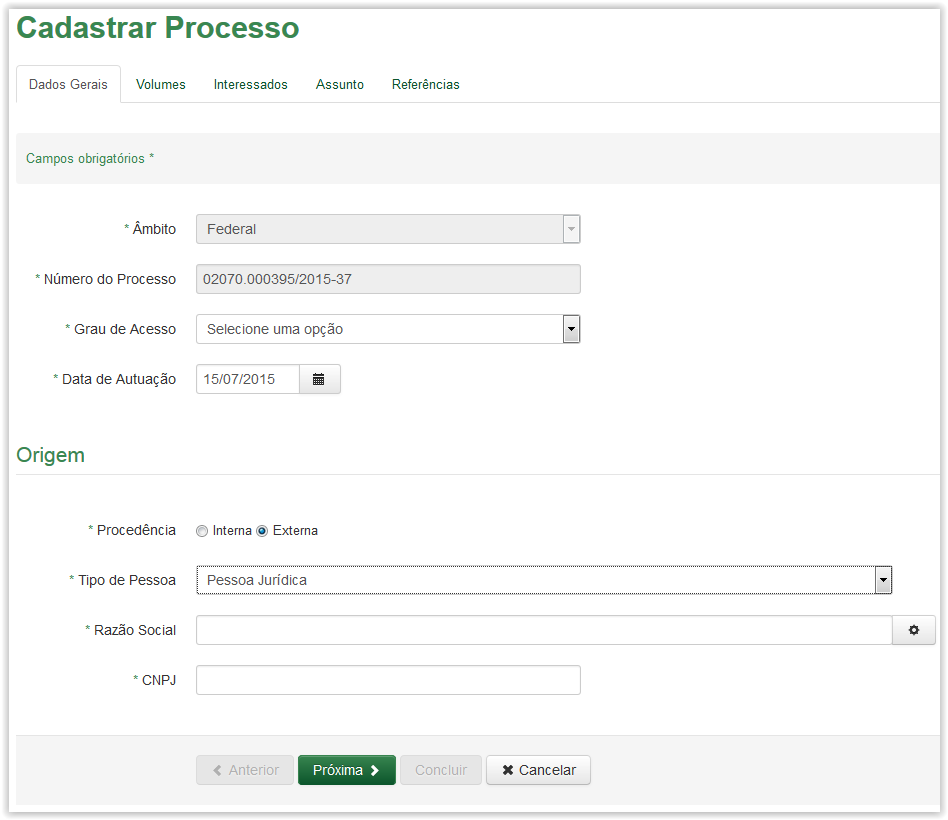 Cadastrar Processo
Dados Gerais Volumes Interessados Assunto Referências
Campos obrigatórios *
* Âmbito Federal
* Número do Processo 02070.000395/2015-37
* Grau de Acesso Selecione uma opção
* Data de Autuação 15/07/2015
Origem
* Procedência Interna Externa
* Tipo de Pessoa Pessoa Jurídica
* Razão Social
* CNPJ
Anterior Próxima Concluir Cancelar